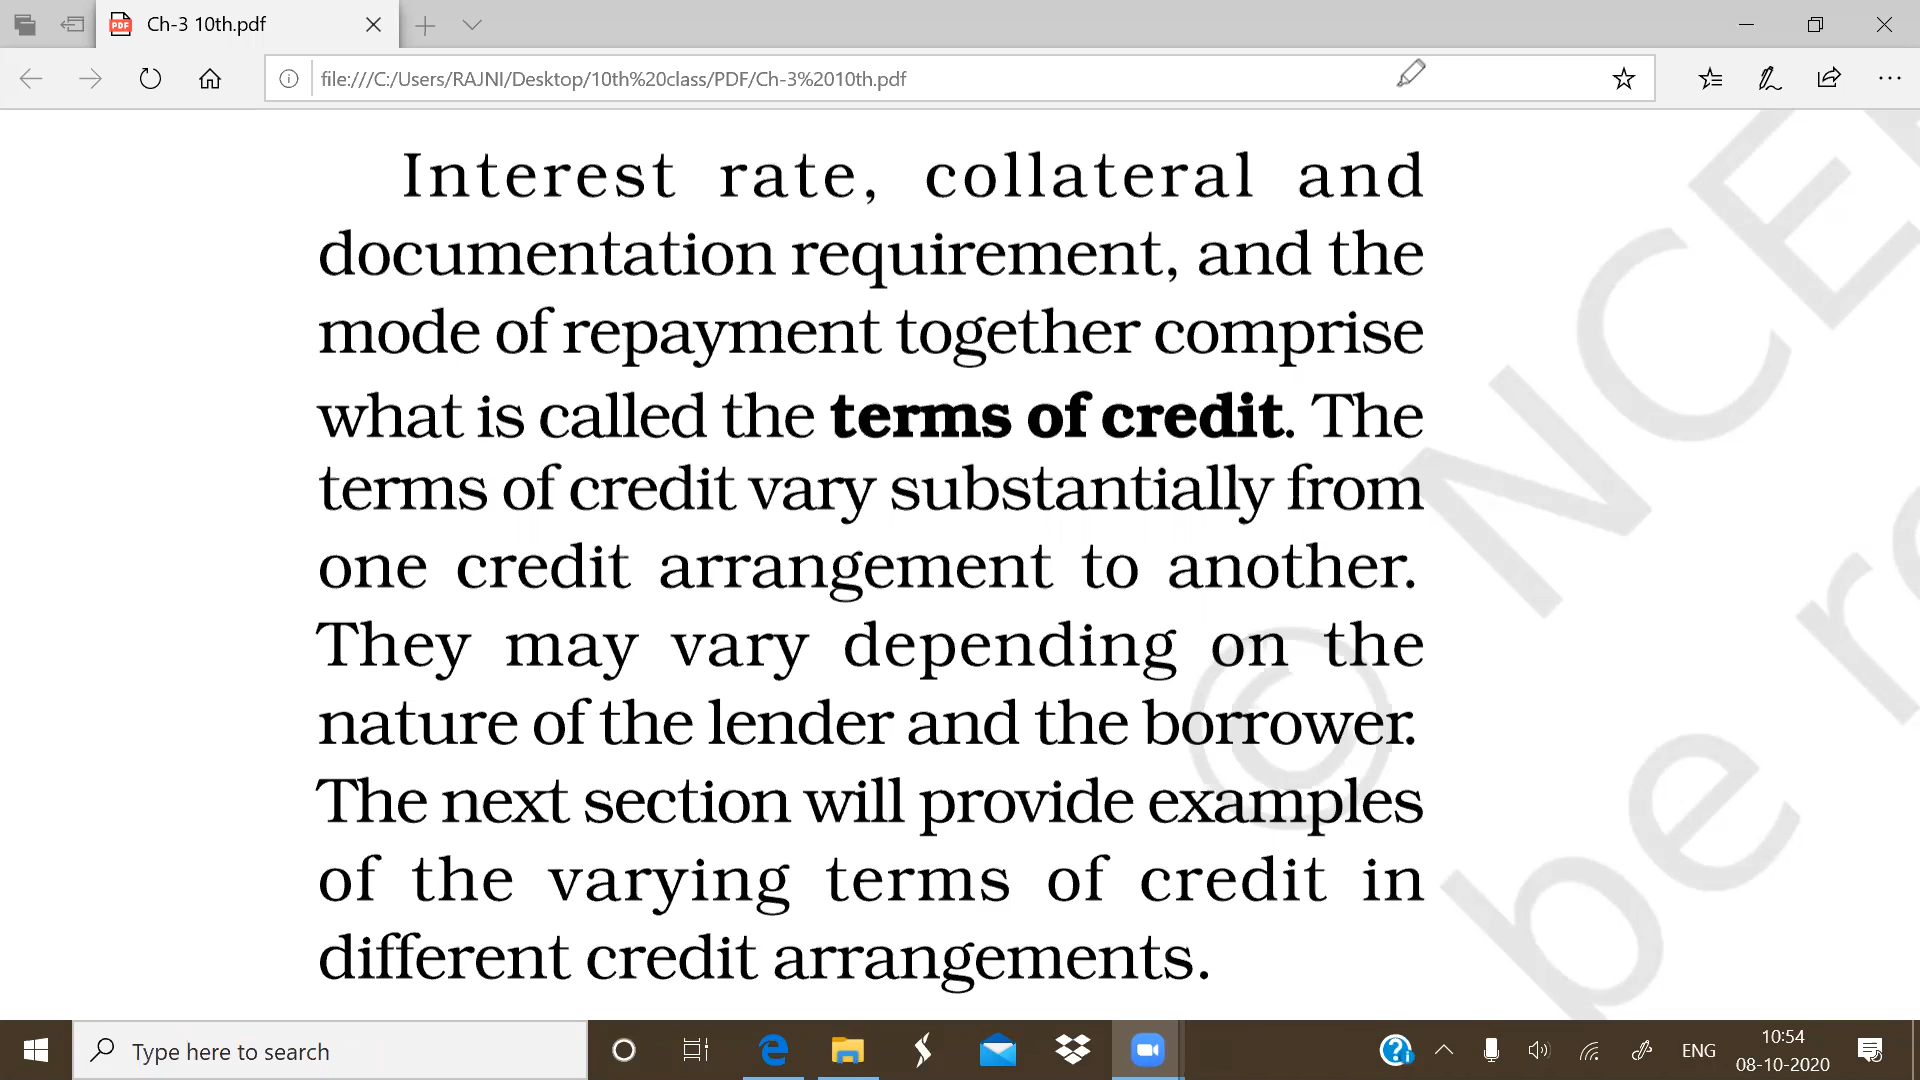 Ch-3 10th.pdf
file:///C:/Users/RAJNI/Desktop/10th%20class/PDF/Ch-3%2010th.pdf
Interest rate, collateral and
documentation requirement, and the
mode of repayment together comprise
what is called the terms of credit. The
terms of credit vary substantially from
one credit arrangement to another.
They may vary depending on the
nature of the lender and the borrower.
The next section will provide examples
of the varying terms of credit in
different credit arrangements.
© NCE
be re
Type here to search
ENG
10:54
08-10-2020